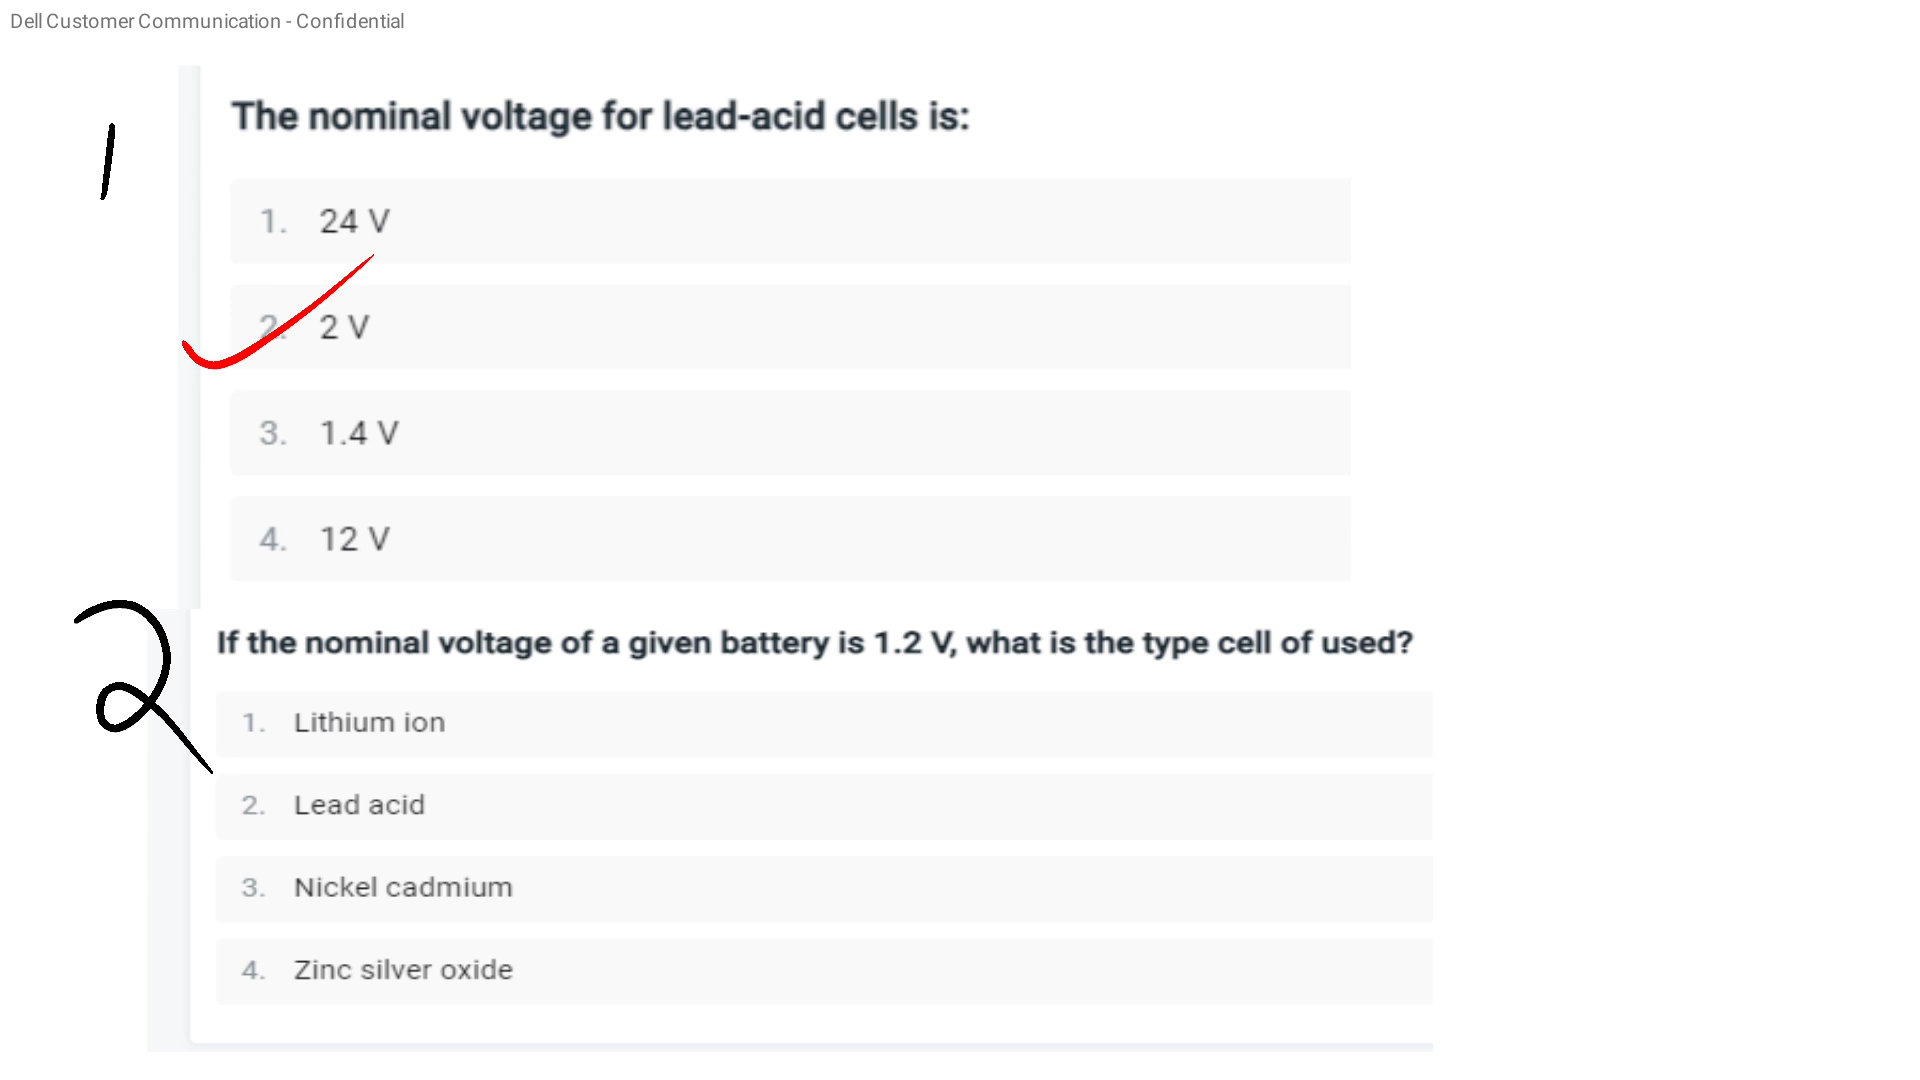 Dell Customer Communication - Confidential
1
The nominal voltage for lead-acid cells is:
1. 24 V
2. 2 V
3. 1.4 V
4. 12 V
2
If the nominal voltage of a given battery is 1.2 V, what is the type cell of used?
1. Lithium ion
2. Lead acid
3. Nickel cadmium
4. Zinc silver oxide